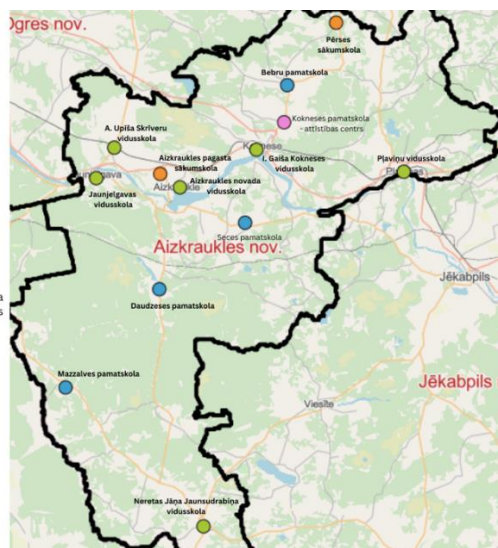 Ogres nov.
Pērses
sākumskola
Bebru pamatskola
Kokneses pamatskola
- attīstības centrs
A. Upīša Skrīveru
vidusskola
I. Gaiša Kokneses
vidusskola
Aizkraukles pagasta
sākumskola
Pļaviņu vidusskola
Jaunjelgavas
vidusskola
Aizkraukles novada
vidusskola
Seces pamatskola
Aizkraukles nov.
Jēkabpils
Daudzeses pamatskola
Mazzalves pamatskola
Jēkabpils
Viesīte
Neretas Jāņa Jaunsudrabiņa
vidusskola